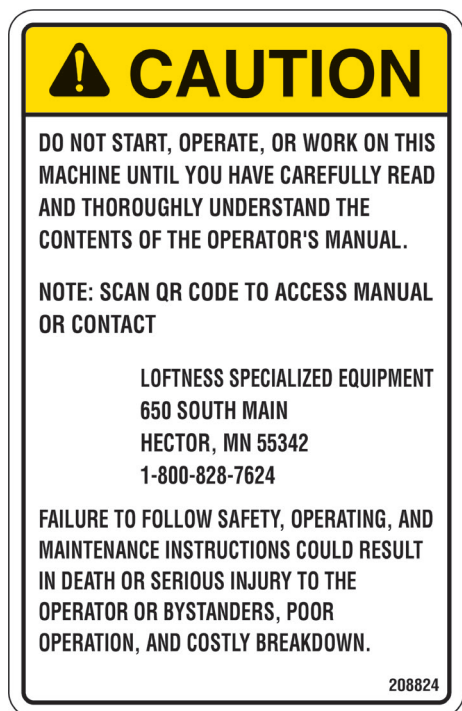 CAUTION
DO NOT START, OPERATE, OR WORK ON THIS
MACHINE UNTIL YOU HAVE CAREFULLY READ
AND THOROUGHLY UNDERSTAND THE
CONTENTS OF THE OPERATOR'S MANUAL.
NOTE: SCAN QR CODE TO ACCESS MANUAL
OR CONTACT
LOFTNESS SPECIALIZED EQUIPMENT
650 SOUTH MAIN
HECTOR, MN 55342
1-800-828-7624
FAILURE TO FOLLOW SAFETY, OPERATING, AND
MAINTENANCE INSTRUCTIONS COULD RESULT
IN DEATH OR SERIOUS INJURY TO THE
OPERATOR OR BYSTANDERS, POOR
OPERATION, AND COSTLY BREAKDOWN.
208824